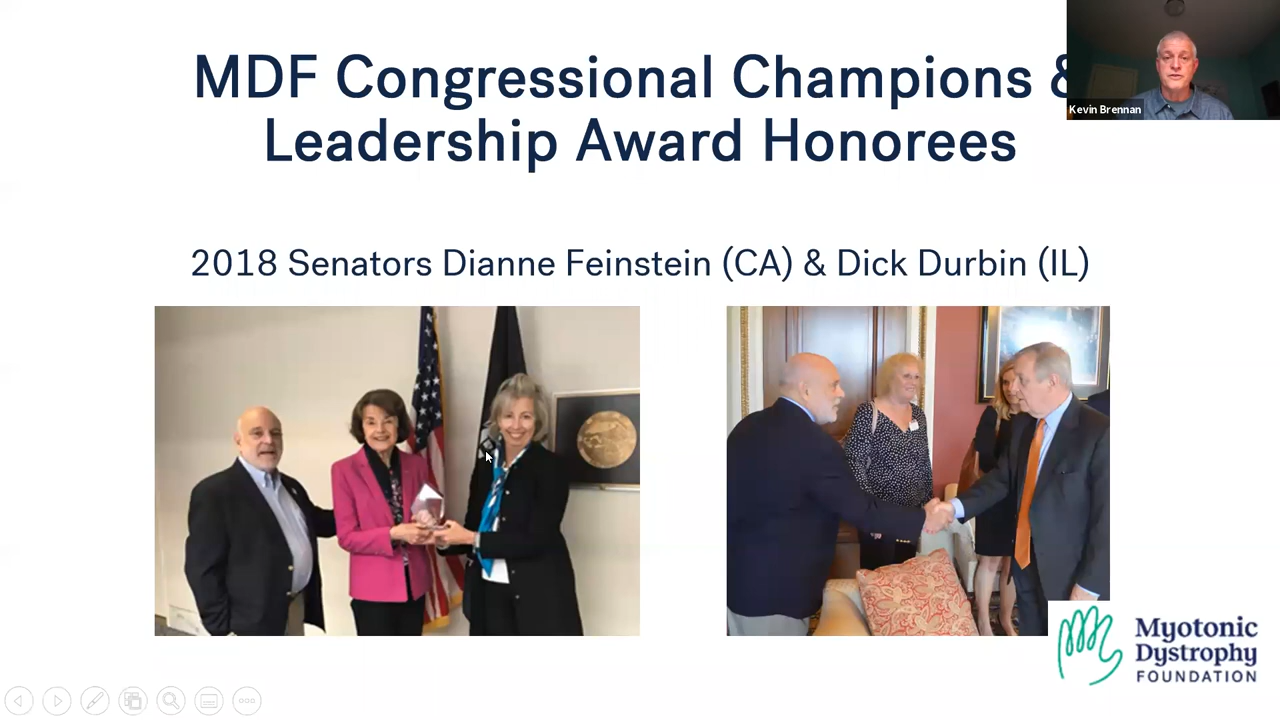 MDF Congressional Champions &
Leadership Award Honorees
Kevin Brennan
2018 Senators Dianne Feinstein (CA) & Dick Durbin (IL)
Myotonic
Dystrophy
FOUNDATION